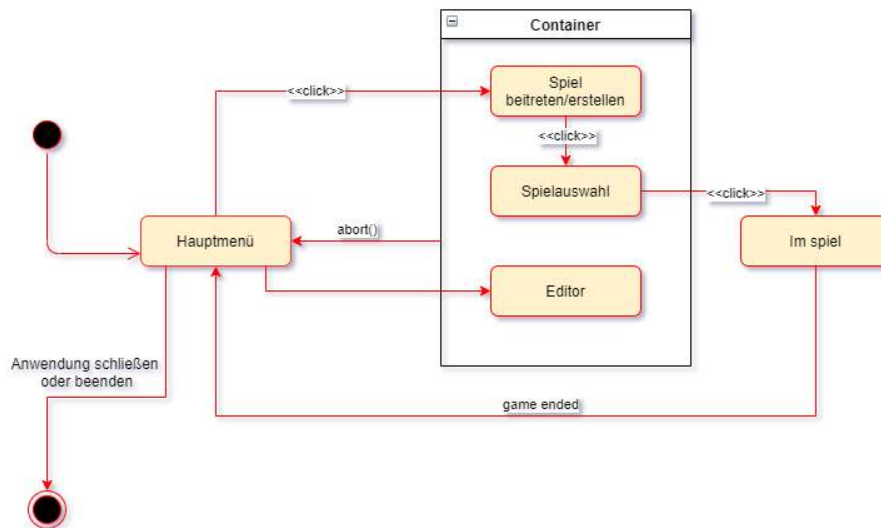 Container
Spiel
beitreten/erstellen
<<click>>
<<click>>
Spielauswahl
<<click>>
Hauptmenü
abort()
Im spiel
Editor
Anwendung schließen
oder beenden
game ended